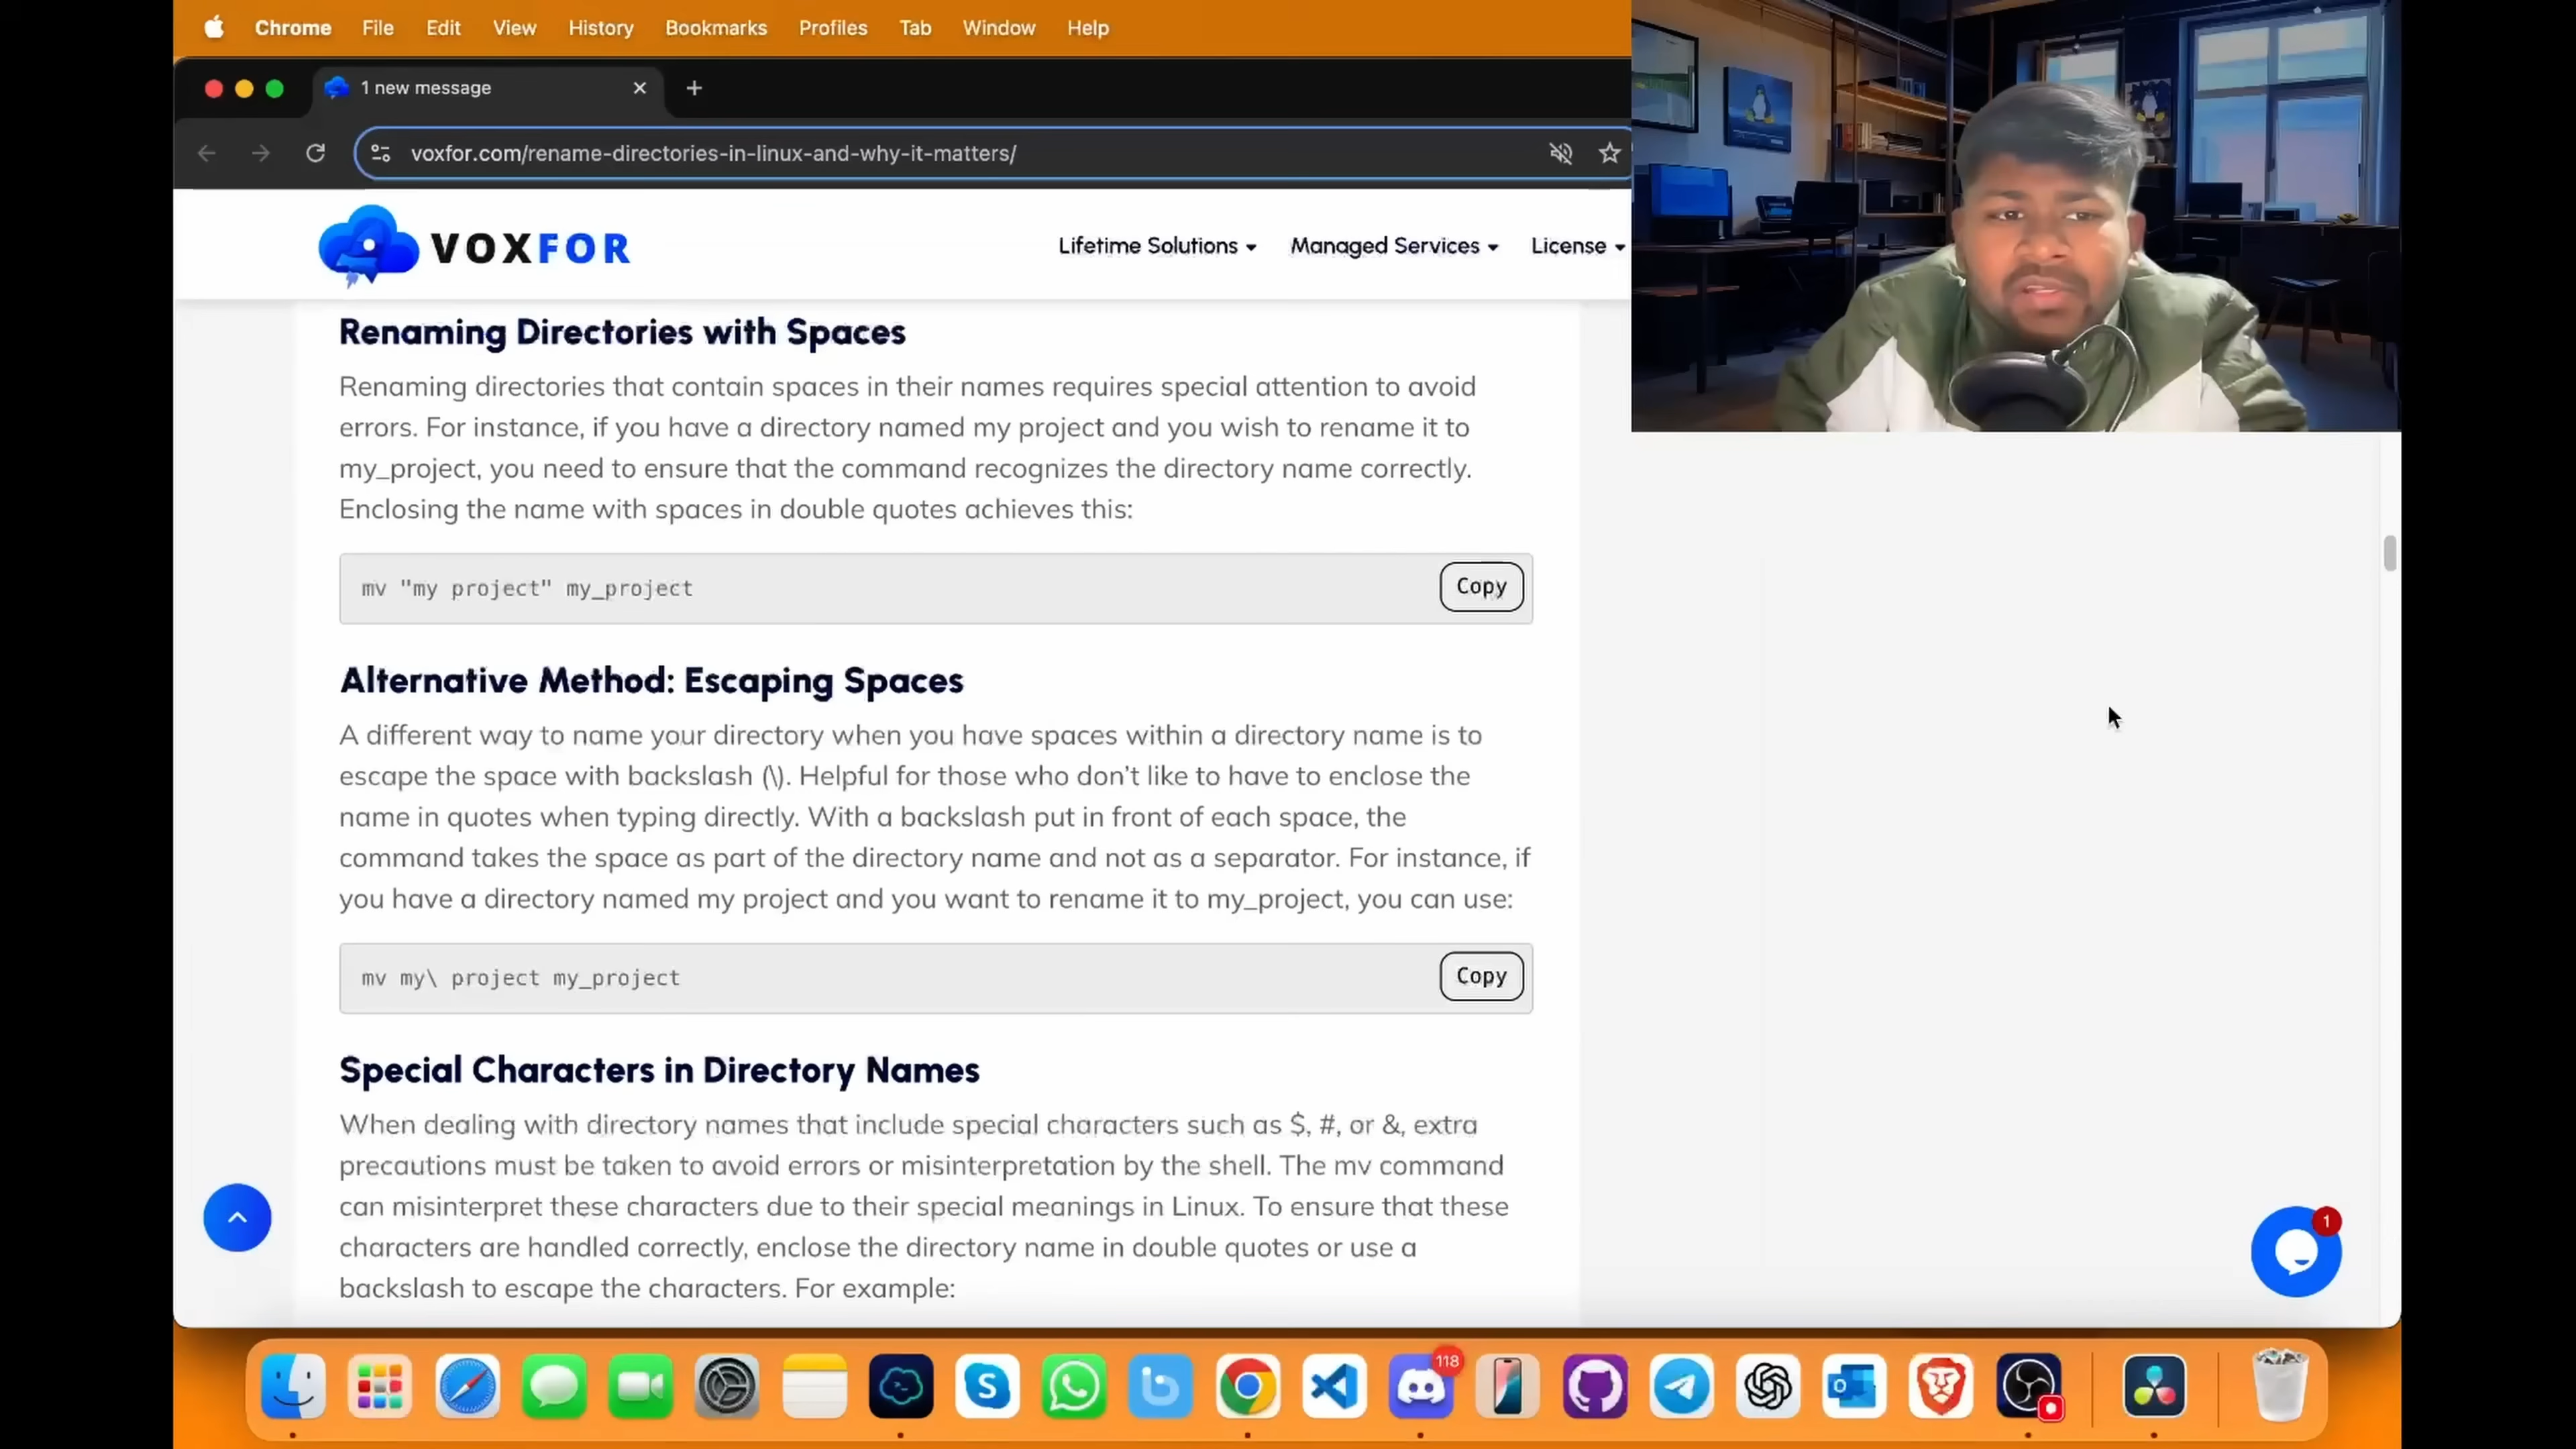 Chrome File Edit View History Bookmarks Profiles Tab Window Help
1 new message
voxfor.com/rename-directories-in-linux-and-why-it-matters/
VOXFOR
Lifetime Solutions Managed Services License
Renaming Directories with Spaces
Renaming directories that contain spaces in their names requires special attention to avoid
errors. For instance, if you have a directory named my project and you wish to rename it to
my_project, you need to ensure that the command recognizes the directory name correctly.
Enclosing the name with spaces in double quotes achieves this:
mv "my project" my_project
Copy
Alternative Method: Escaping Spaces
A different way to name your directory when you have spaces within a directory name is to
escape the space with backslash (\). Helpful for those who don’t like to have to enclose the
name in quotes when typing directly. With a backslash put in front of each space, the
command takes the space as part of the directory name and not as a separator. For instance, if
you have a directory named my project and you want to rename it to my_project, you can use:
mv my\ project my_project
Copy
Special Characters in Directory Names
When dealing with directory names that include special characters such as $, #, or &, extra
precautions must be taken to avoid errors or misinterpretation by the shell. The mv command
can misinterpret these characters due to their special meanings in Linux. To ensure that these
characters are handled correctly, enclose the directory name in double quotes or use a
backslash to escape the characters. For example:
1
118